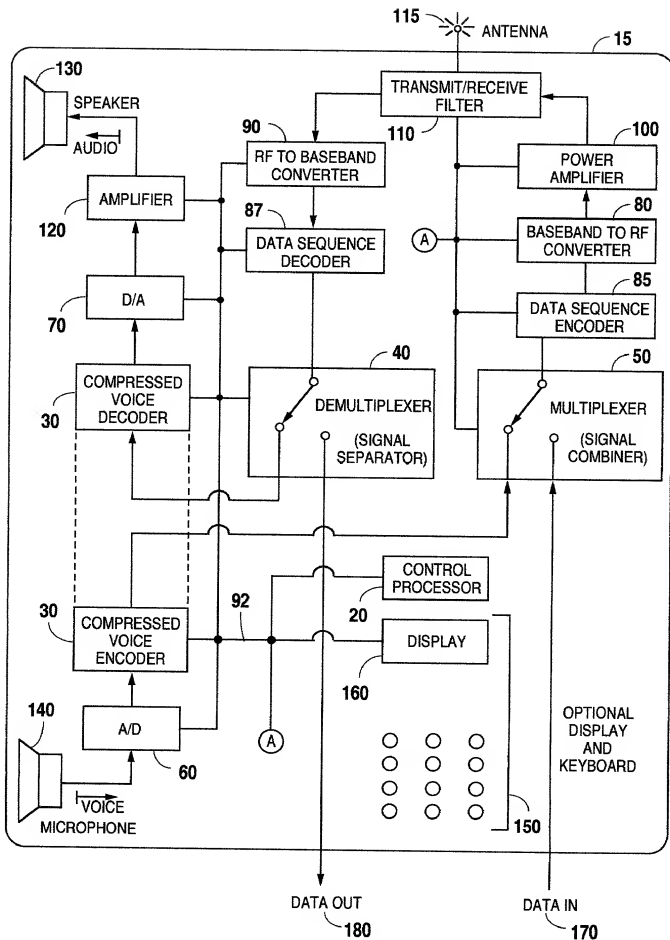 115
ANTENNA
15
130
SPEAKER
AUDIO
TRANSMIT/RECEIVE
FILTER
110
90
RF TO BASEBAND
CONVERTER
100
POWER
AMPLIFIER
120
AMPLIFIER
87
DATA SEQUENCE
DECODER
80
BASEBAND TO RF
CONVERTER
A
D/A
70
85
DATA SEQUENCE
ENCODER
40
50
COMPRESSED
VOICE
DECODER
30
DEMULTIPLEXER
(SIGNAL
SEPARATOR)
MULTIPLEXER
(SIGNAL
COMBINER)
CONTROL
PROCESSOR
20
30
COMPRESSED
VOICE
ENCODER
92
DISPLAY
160
140
A/D
60
A
OPTIONAL
DISPLAY
AND
KEYBOARD
150
VOICE
MICROPHONE
DATA OUT
180
DATA IN
170